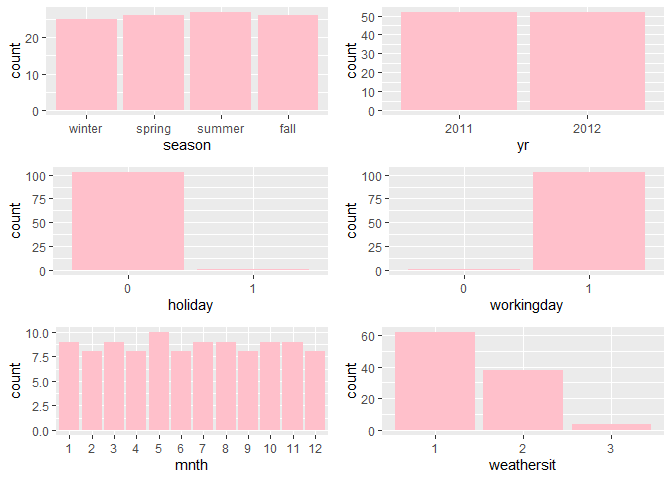 count
20
10
0
winter spring summer fall
season
count
50
40
30
20
10
0
2011 2012
yr
count
100
75
50
25
0
0 1
holiday
count
100
75
50
25
0
0 1
workingday
count
10.0
7.5
5.0
2.5
0.0
1 2 3 4 5 6 7 8 9 10 11 12
mnth
count
60
40
20
0
1 2 3
weathersit